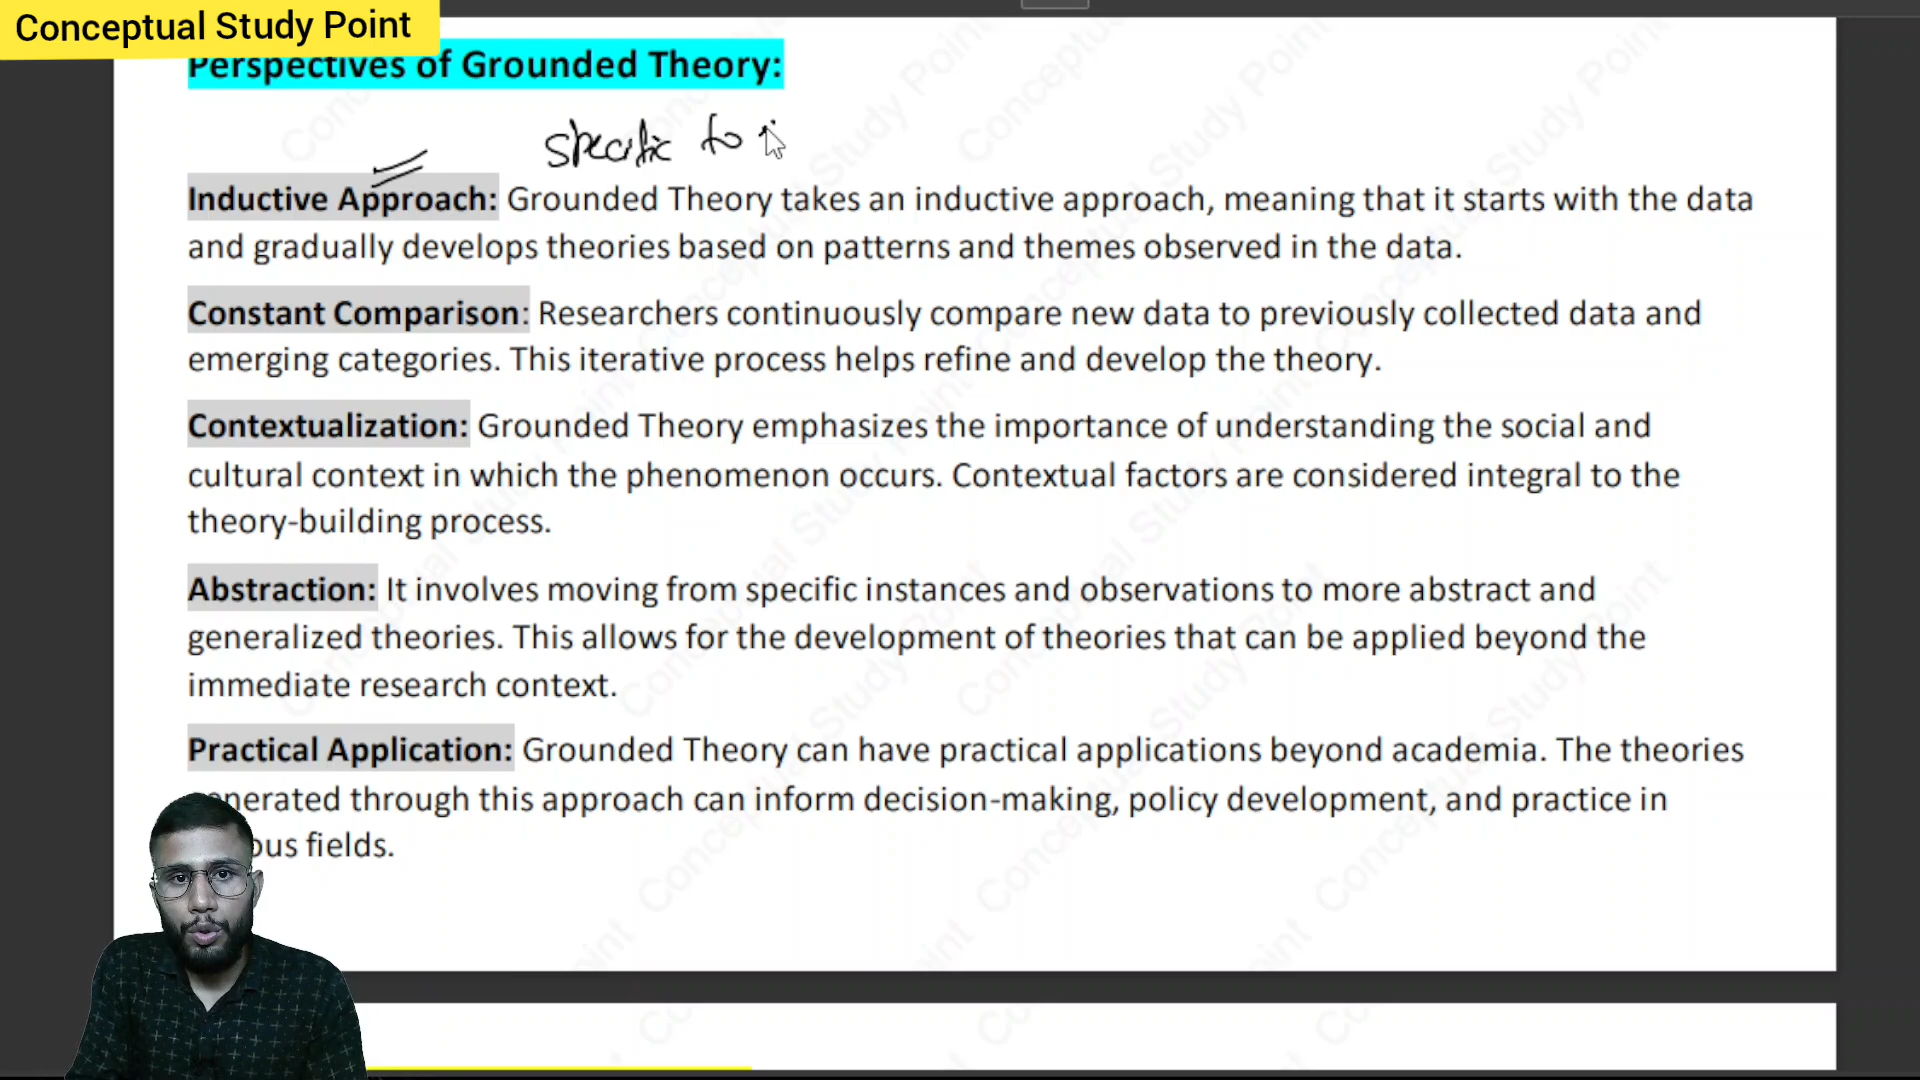 Conceptual Study Point
Perspectives of Grounded Theory:
specific to
Inductive Approach: Grounded Theory takes an inductive approach, meaning that it starts with the data
and gradually develops theories based on patterns and themes observed in the data.
Constant Comparison: Researchers continuously compare new data to previously collected data and
emerging categories. This iterative process helps refine and develop the theory.
Contextualization: Grounded Theory emphasizes the importance of understanding the social and
cultural context in which the phenomenon occurs. Contextual factors are considered integral to the
theory-building process.
Abstraction: It involves moving from specific instances and observations to more abstract and
generalized theories. This allows for the development of theories that can be applied beyond the
immediate research context.
Practical Application: Grounded Theory can have practical applications beyond academia. The theories
nerated through this approach can inform decision-making, policy development, and practice in
ous fields.